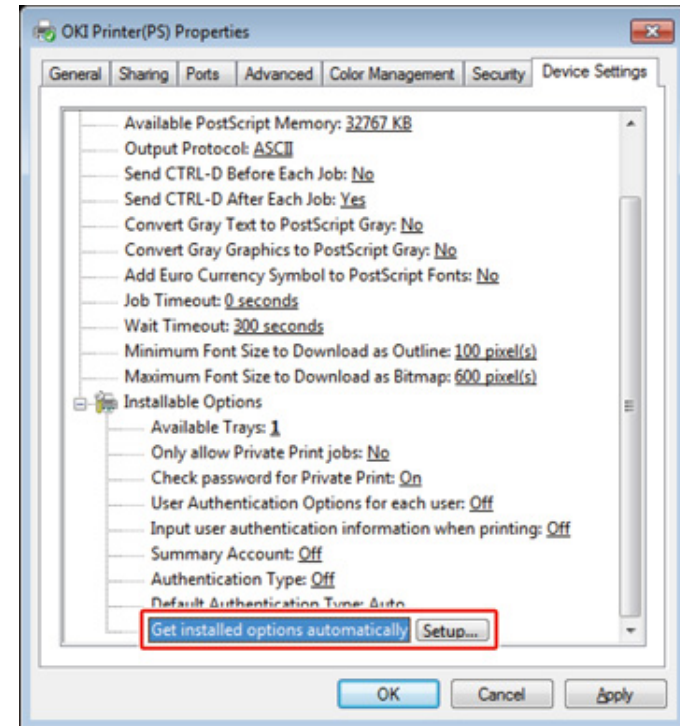 OKI Printer(PS) Properties
General Sharing Ports Advanced Color Management Security Device Settings
Available PostScript Memory: 32767 KB
Output Protocol: ASCII
Send CTRL-D Before Each Job: No
Send CTRL-D After Each Job: Yes
Convert Gray Text to PostScript Gray: No
Convert Gray Graphics to PostScript Gray: No
Add Euro Currency Symbol to PostScript Fonts: No
Job Timeout: 0 seconds
Wait Timeout: 300 seconds
Minimum Font Size to Download as Outline: 100 pixel(s)
Maximum Font Size to Download as Bitmap: 600 pixel(s)
Installable Options
Available Trays: 1
Only allow Private Print jobs: No
Check password for Private Print: On
User Authentication Options for each user: Off
Input user authentication information when printing: Off
Summary Account: Off
Authentication Type: Off
Default Authentication Type: Auto
Get installed options automatically Setup...
OK Cancel Apply